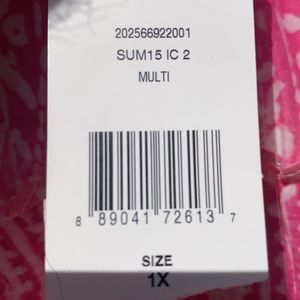 202566922001
SUM15 IC 2
MULTI
8 89041 72613 7
SIZE
1X